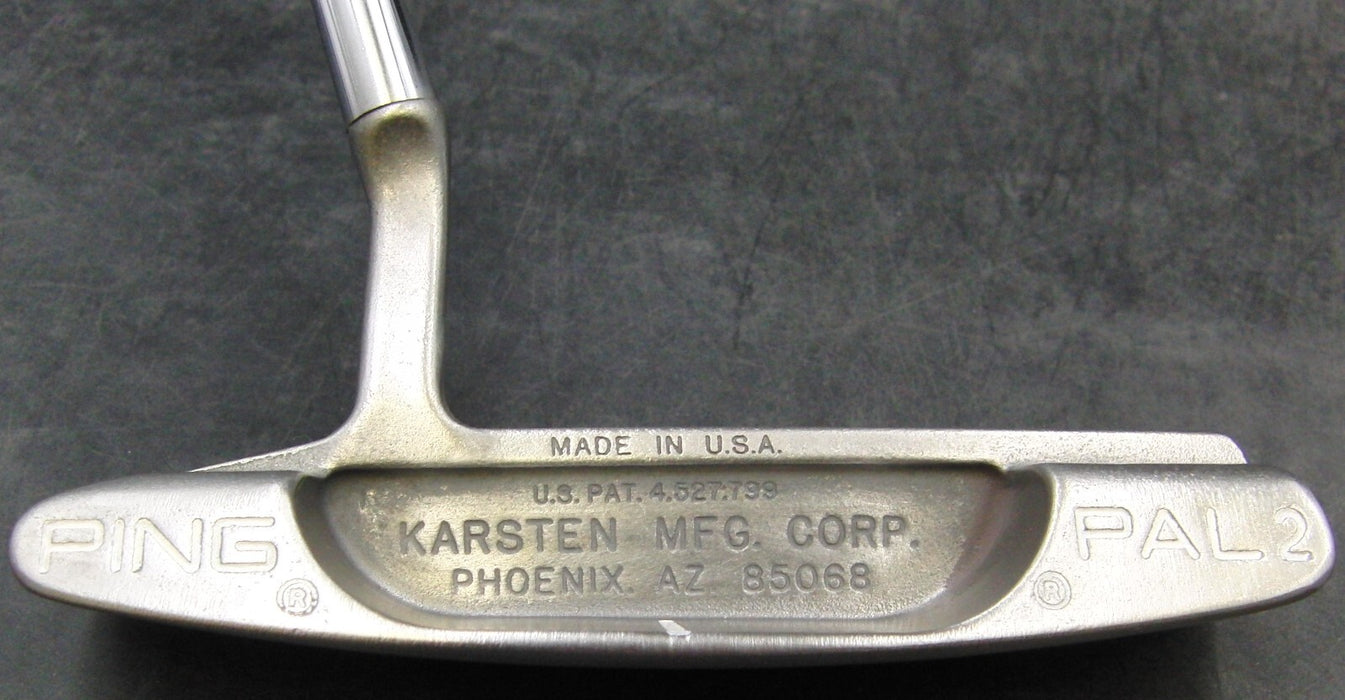 MADE IN U.S.A.
U.S. PAT. 4.527.799
KARSTEN MFG. CORP.
PHOENIX. AZ 85068
PING ®
PAL 2 ®